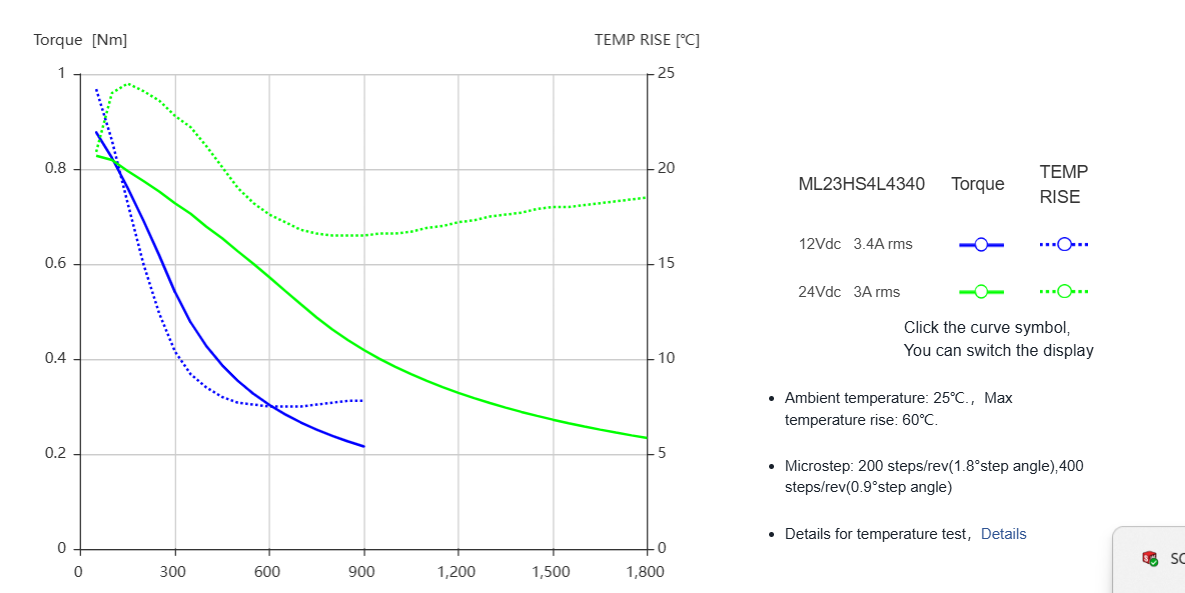 Torque [Nm]
TEMP RISE [℃]
1
25
0.8
20
0.6
15
0.4
10
0.2
5
0
0
0
300
600
900
1,200
1,500
1,800
ML23HS4L4340
Torque
TEMP
RISE
12Vdc 3.4A rms
24Vdc 3A rms
Click the curve symbol,
You can switch the display
Ambient temperature: 25℃.，Max
temperature rise: 60℃.
Microstep: 200 steps/rev(1.8°step angle),400
steps/rev(0.9°step angle)
Details for temperature test，Details